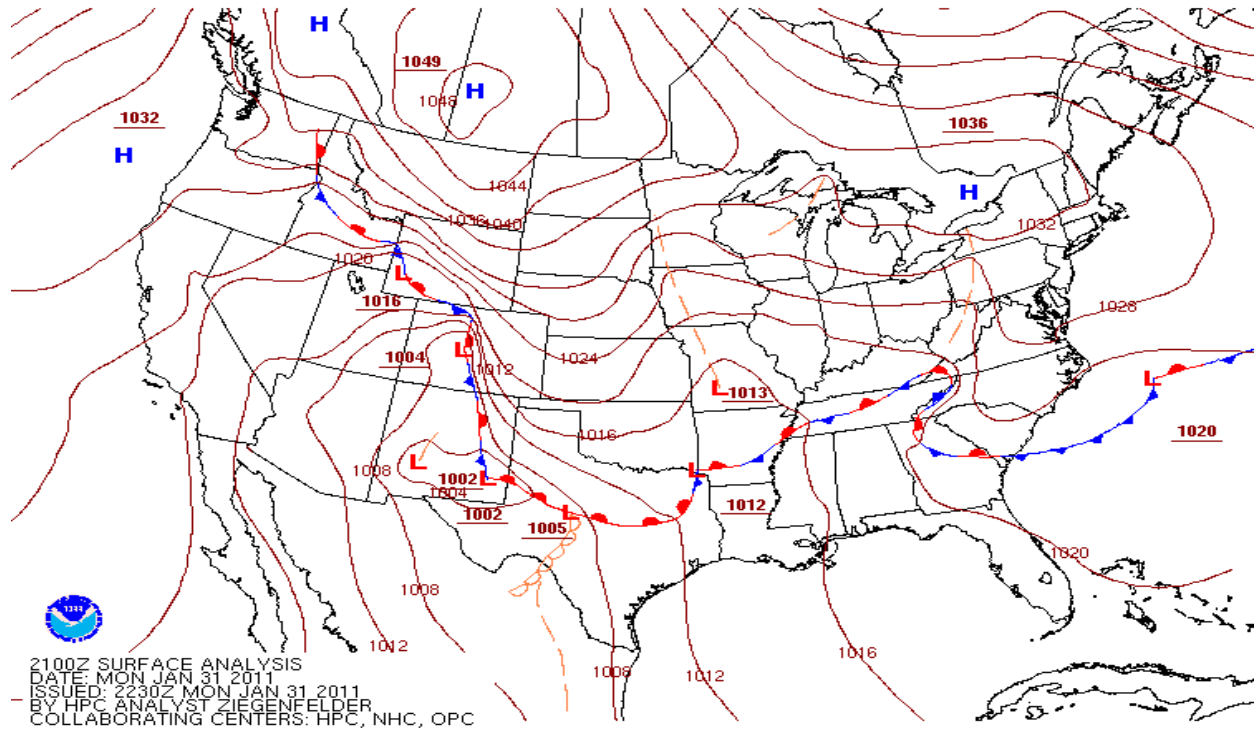 H
1049
1048
H
1032
H
1036
1044
H
1036
1040
1032
1020
L
1016
1028
1004
L
1012
1024
L
1013
L
1016
1020
1008
L
1002
L
1004
1002
L
1005
L
1012
1020
1008
1012
1008
1012
1016
2100Z SURFACE ANALYSIS
DATE: MON JAN 31 2011
ISSUED: 2230Z MON JAN 31 2011
BY HPC ANALYST ZIEGENFELDER
COLLABORATING CENTERS: HPC, NHC, OPC